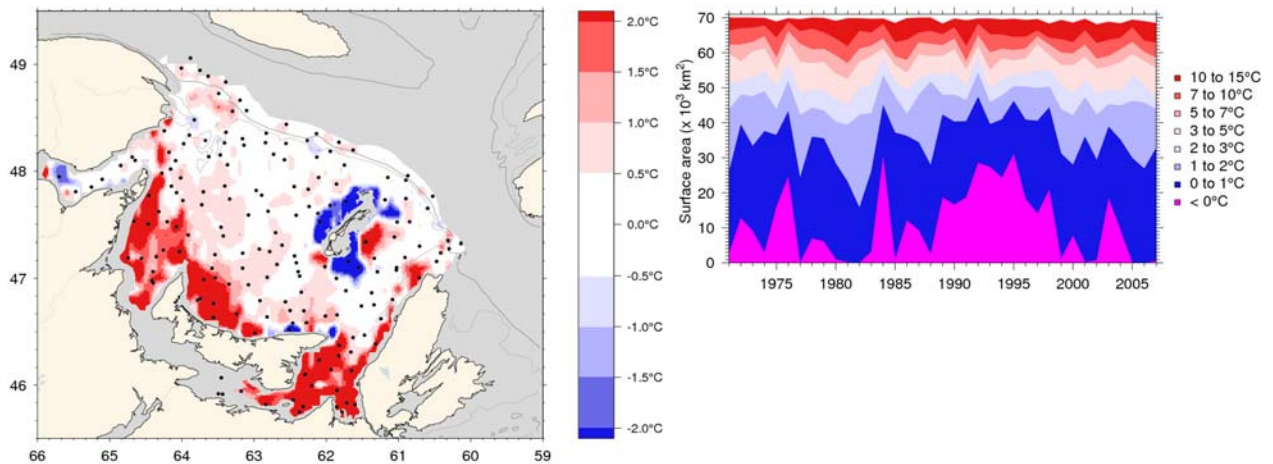 49
48
47
46
66
65
64
63
62
61
60
59
2.0°C
1.5°C
1.0°C
0.5°C
0.0°C
-0.5°C
-1.0°C
-1.5°C
-2.0°C
Surface area (x 10³ km²)
70
60
50
40
30
20
10
0
1975
1980
1985
1990
1995
2000
2005
10 to 15°C
7 to 10°C
5 to 7°C
3 to 5°C
2 to 3°C
1 to 2°C
0 to 1°C
< 0°C